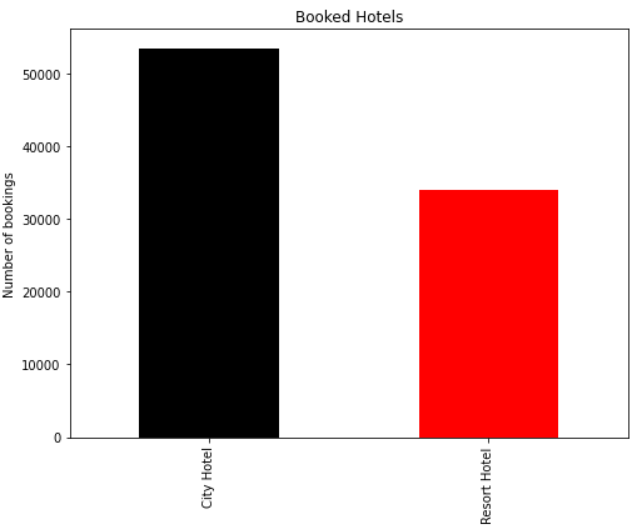 Booked Hotels
Number of bookings
50000
40000
30000
20000
10000
0
City Hotel
Resort Hotel